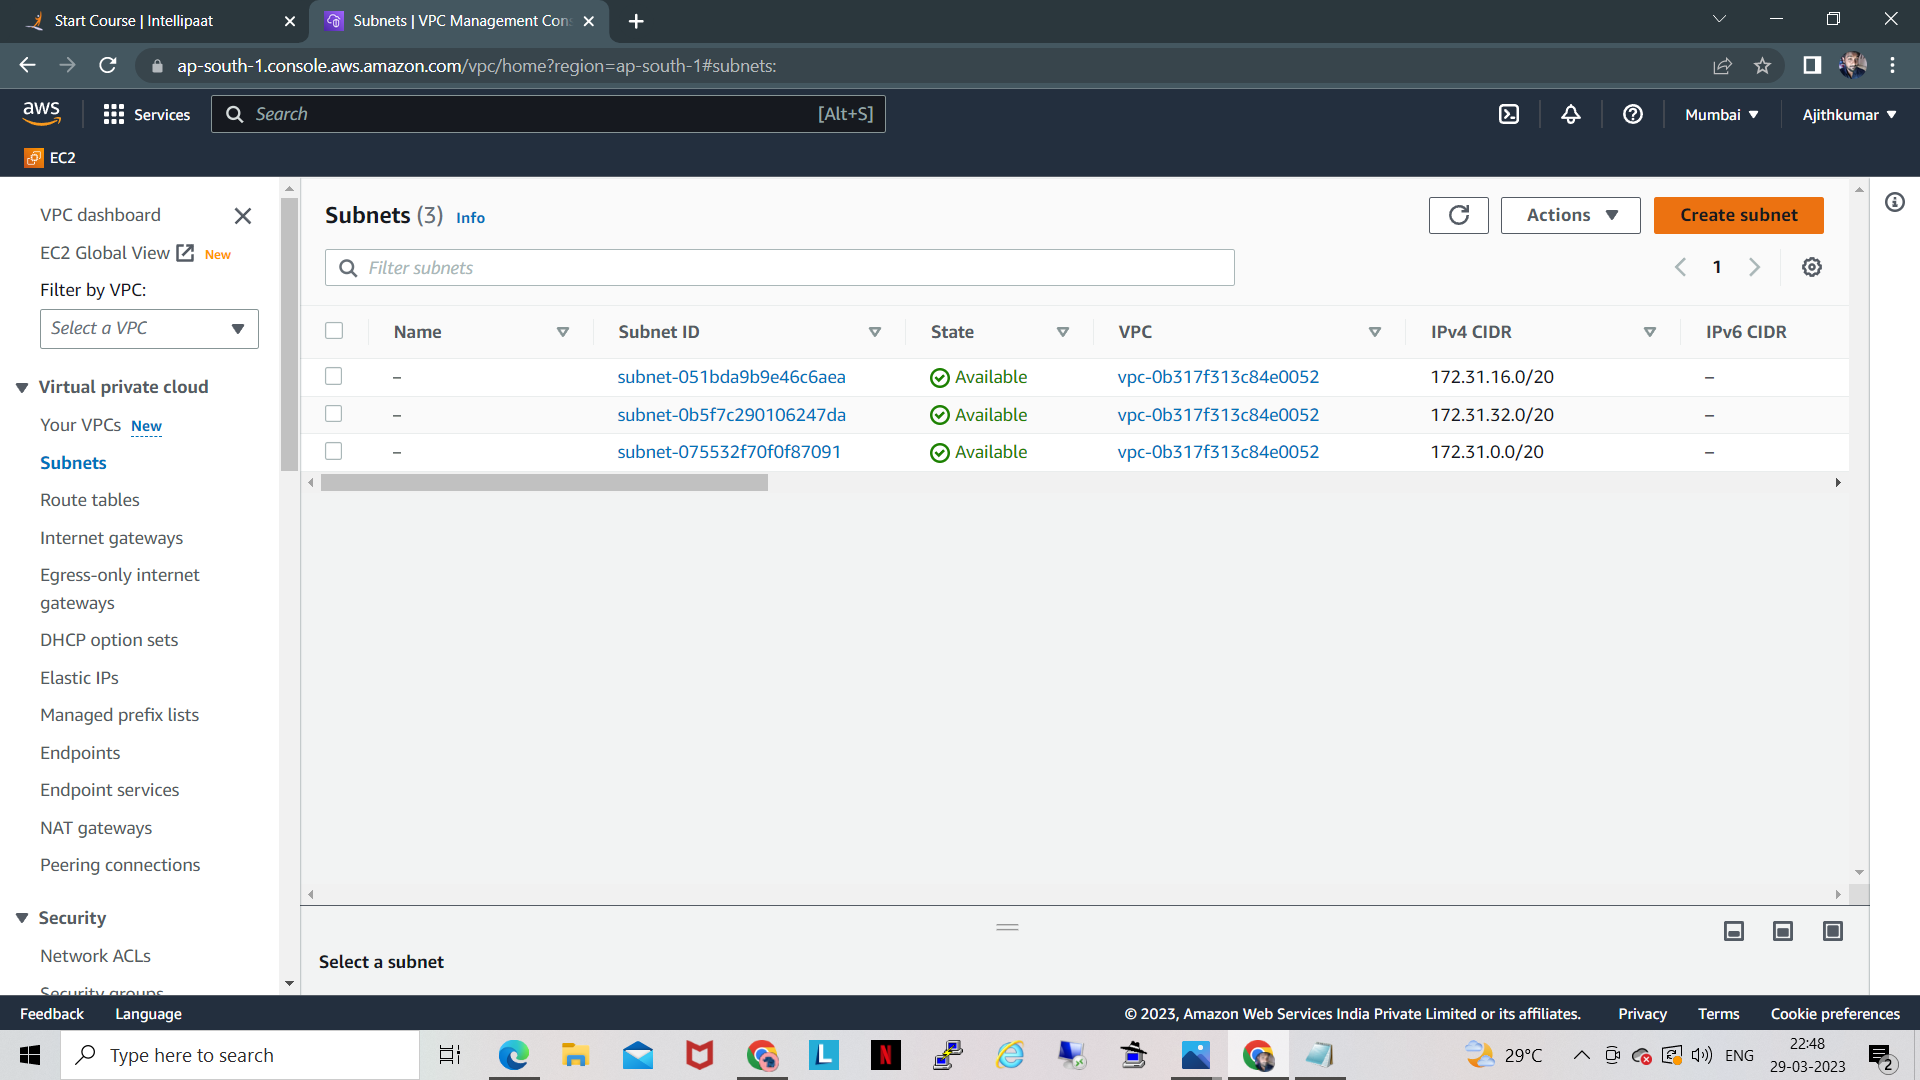 Start Course | Intellipaat
Subnets | VPC Management Cons
ap-south-1.console.aws.amazon.com/vpc/home?region=ap-south-1#subnets:
aws
Services
Search
[Alt+S]
Mumbai
Ajithkumar
EC2
VPC dashboard
EC2 Global View New
Filter by VPC:
Select a VPC
Virtual private cloud
Your VPCs New
Subnets
Route tables
Internet gateways
Egress-only internet
gateways
DHCP option sets
Elastic IPs
Managed prefix lists
Endpoints
Endpoint services
NAT gateways
Peering connections
Security
Network ACLs
Security groups
Subnets (3) Info
Actions
Create subnet
Filter subnets
1
Name Subnet ID State VPC IPv4 CIDR IPv6 CIDR
– subnet-051bda9b9e46c6aea Available vpc-0b317f313c84e0052 172.31.16.0/20 –
– subnet-0b5f7c290106247da Available vpc-0b317f313c84e0052 172.31.32.0/20 –
– subnet-075532f70f0f87091 Available vpc-0b317f313c84e0052 172.31.0.0/20 –
Select a subnet
Feedback Language © 2023, Amazon Web Services India Private Limited or its affiliates. Privacy Terms Cookie preferences
Type here to search
L
N
29°C
ENG
22:48
29-03-2023
2